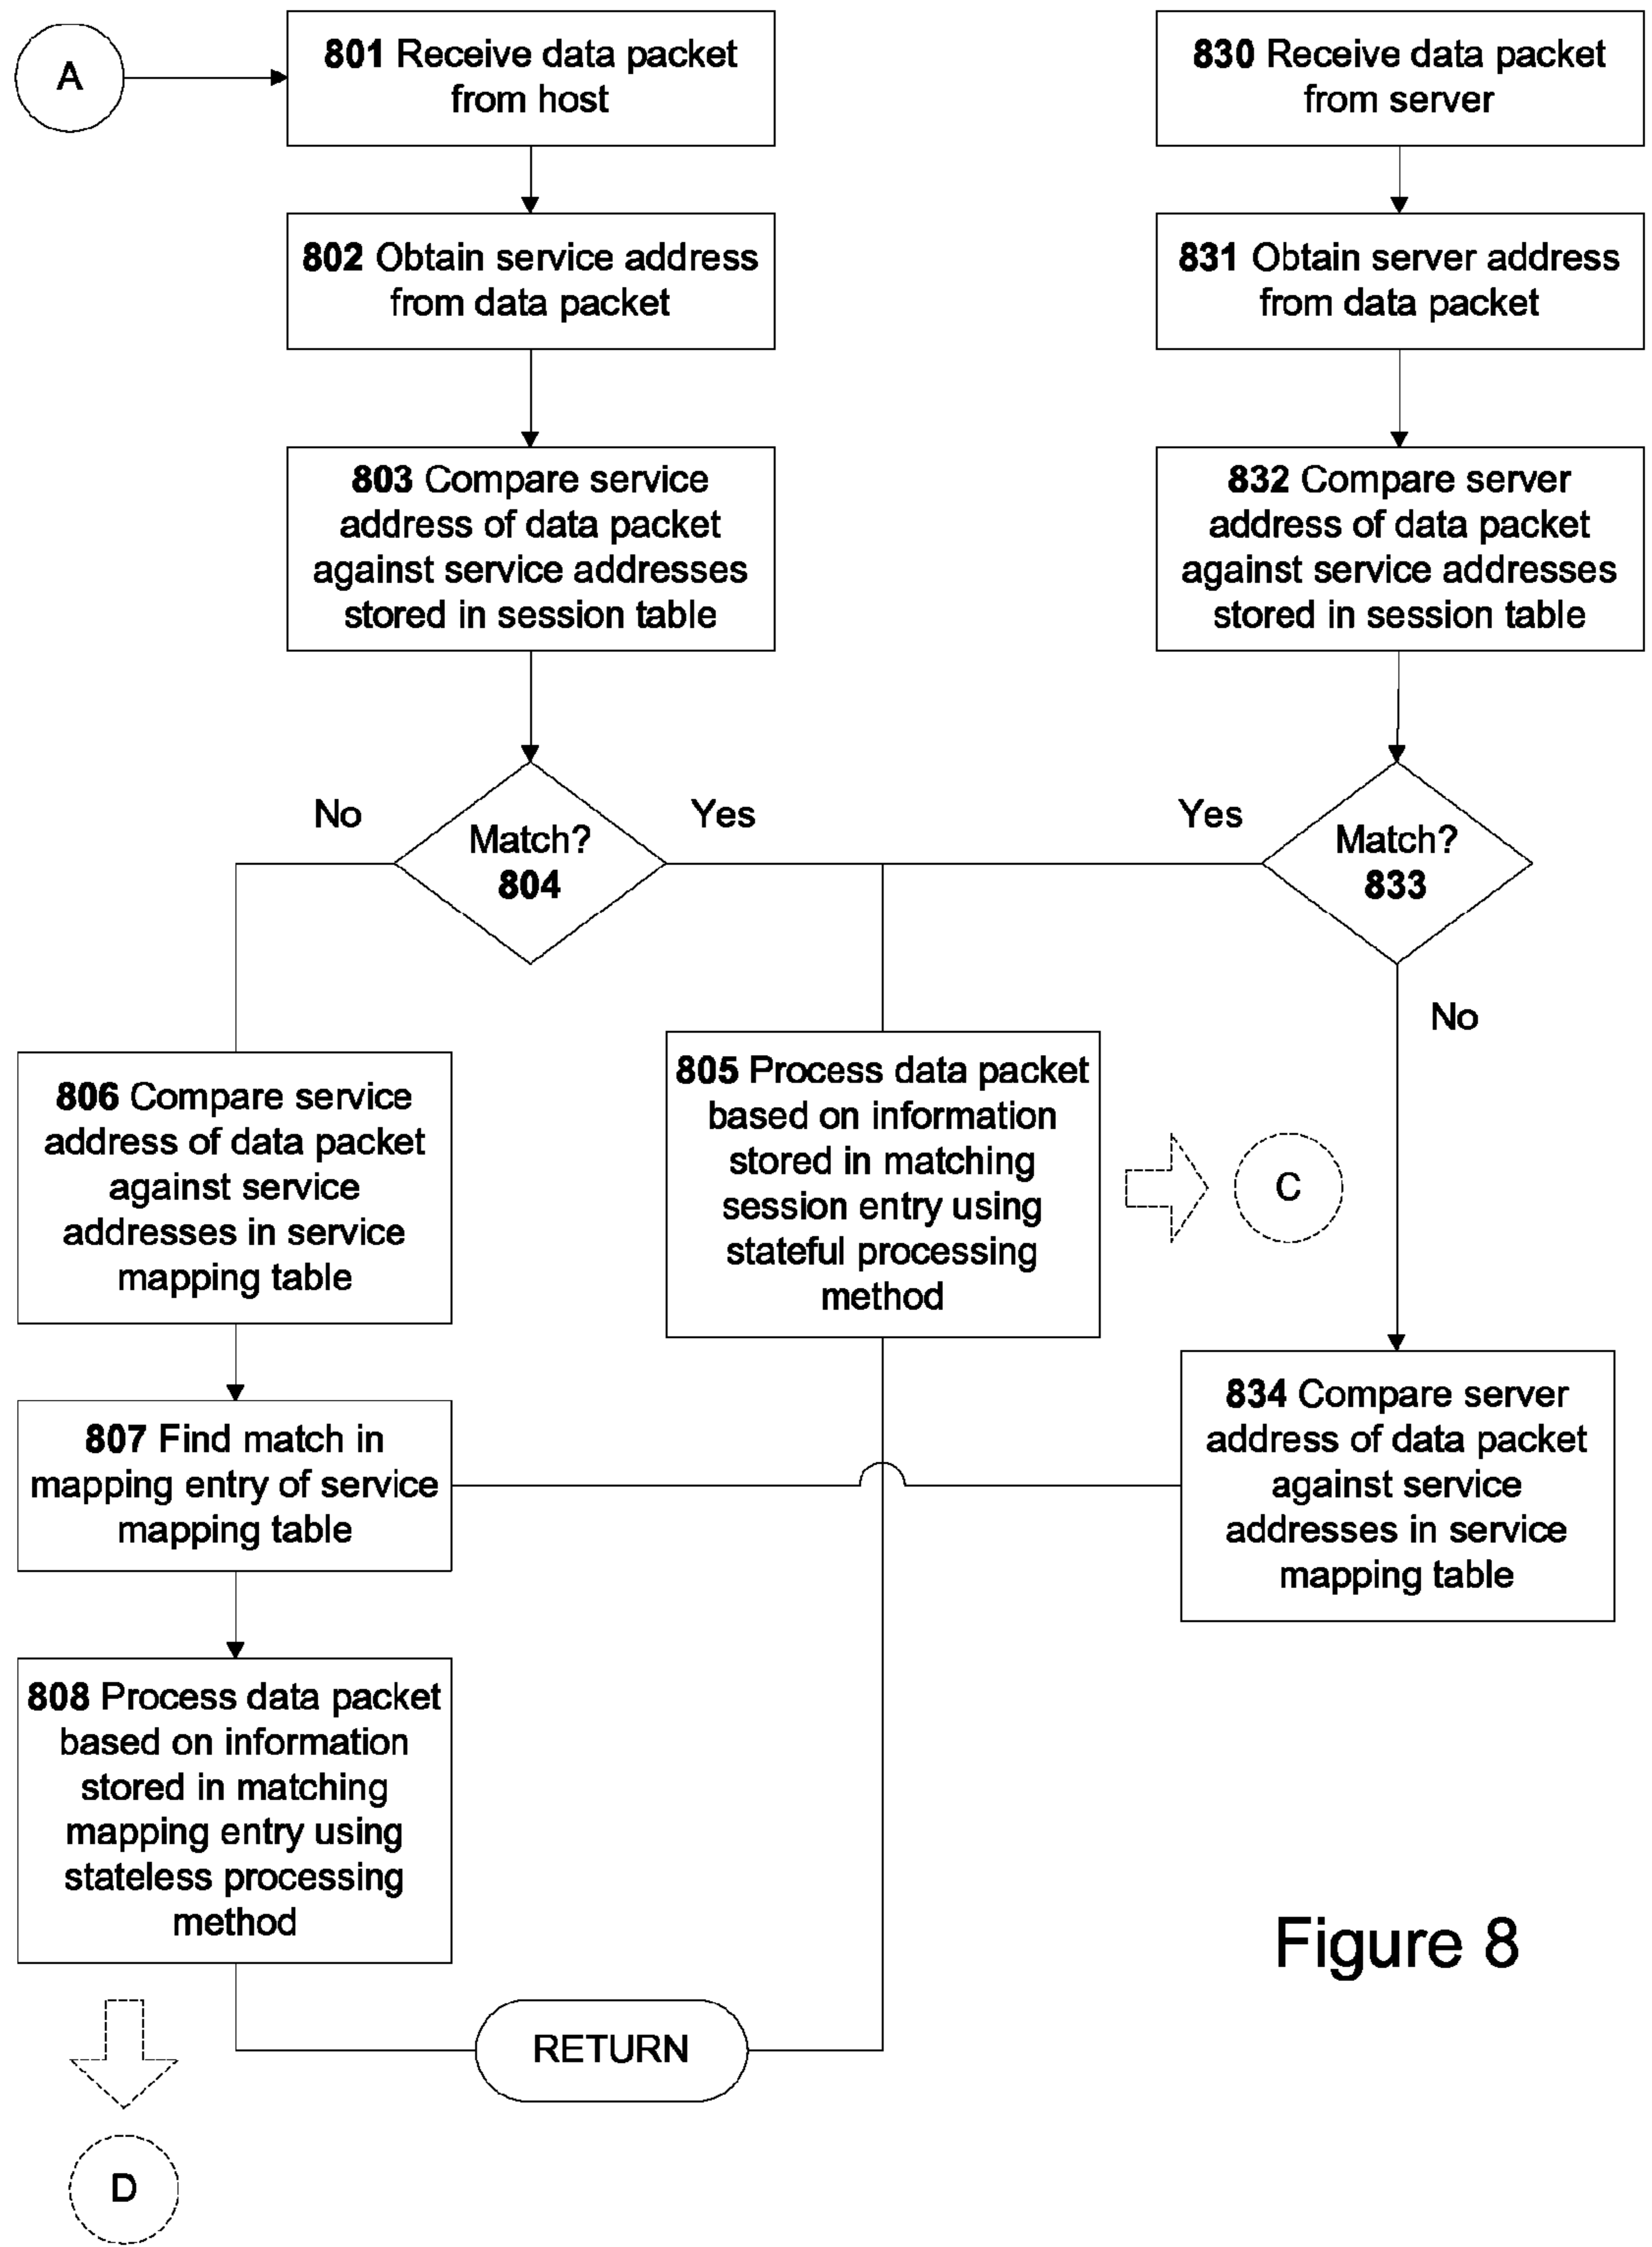 A
801 Receive data packet
from host
830 Receive data packet
from server
802 Obtain service address
from data packet
831 Obtain server address
from data packet
803 Compare service
address of data packet
against service addresses
stored in session table
832 Compare server
address of data packet
against service addresses
stored in session table
No
Match?
804
Yes
Yes
Match?
833
No
806 Compare service
address of data packet
against service
addresses in service
mapping table
805 Process data packet
based on information
stored in matching
session entry using
stateful processing
method
C
807 Find match in
mapping entry of service
mapping table
834 Compare server
address of data packet
against service
addresses in service
mapping table
808 Process data packet
based on information
stored in matching
mapping entry using
stateless processing
method
Figure 8
RETURN
D